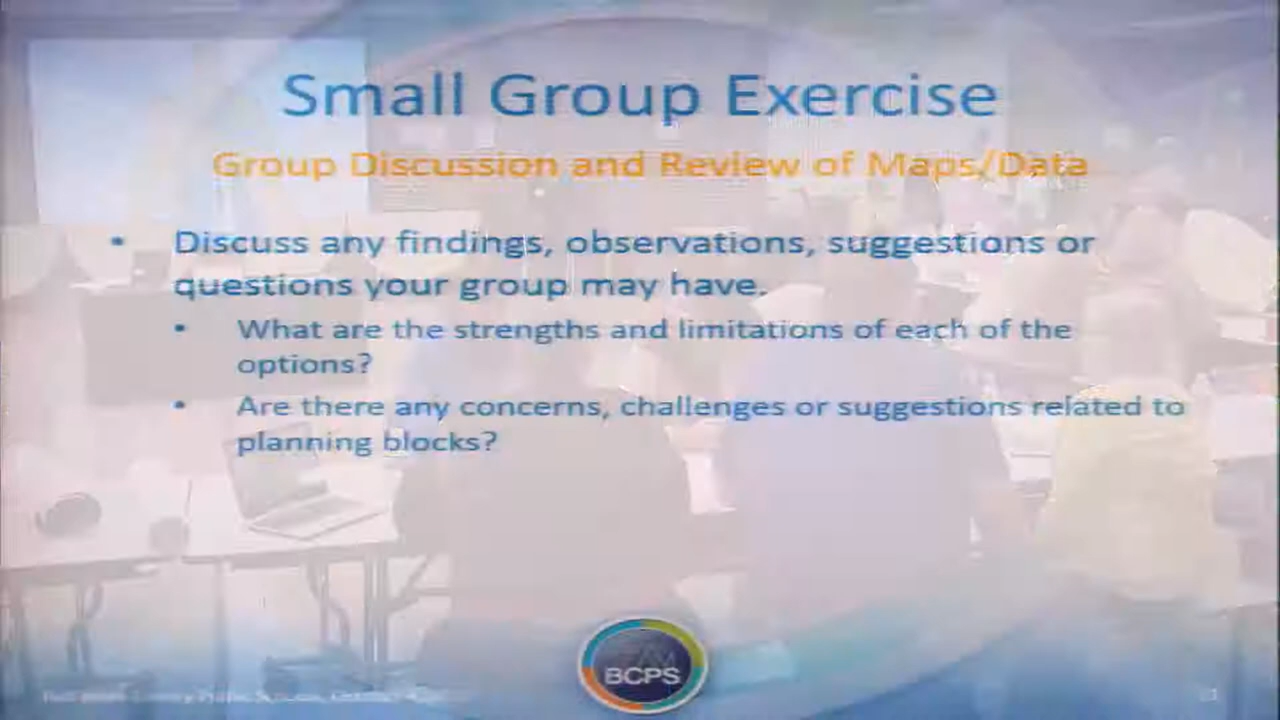 Small Group Exercise
Group Discussion and Review of Maps/Data
• Discuss any findings, observations, suggestions or
questions your group may have.
• What are the strengths and limitations of each of the
options?
• Are there any concerns, challenges or suggestions related to
planning blocks?
BCPS